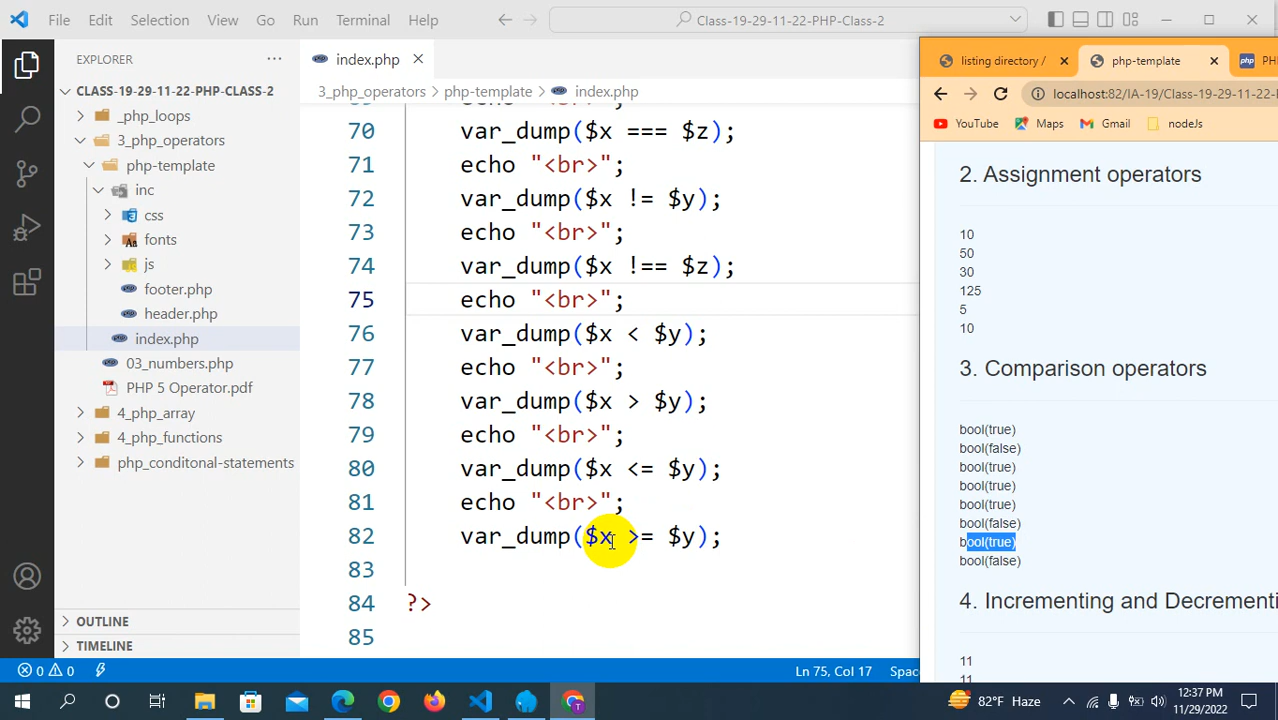 File Edit Selection View Go Run Terminal Help
Class-19-29-11-22-PHP-Class-2
EXPLORER
CLASS-19-29-11-22-PHP-CLASS-2
_php_loops
3_php_operators
php-template
inc
css
fonts
js
footer.php
header.php
index.php
03_numbers.php
PHP 5 Operator.pdf
4_php_array
4_php_functions
php_conditonal-statements
OUTLINE
TIMELINE
index.php
3_php_operators > php-template > index.php > ...
70 var_dump($x === $z);
71 echo "<br>";
72 var_dump($x != $y);
73 echo "<br>";
74 var_dump($x !== $z);
75 echo "<br>";
76 var_dump($x < $y);
77 echo "<br>";
78 var_dump($x > $y);
79 echo "<br>";
80 var_dump($x <= $y);
81 echo "<br>";
82 var_dump($x >= $y);
83
84 ?>
85
0 0 Ln 75, Col 17 Spac
listing directory / php-template PH
localhost:82/IA-19/Class-19-29-11-22-
YouTube Maps Gmail nodeJs
2. Assignment operators
10
50
30
125
5
10
3. Comparison operators
bool(true)
bool(false)
bool(true)
bool(true)
bool(true)
bool(false)
bool(true)
bool(false)
4. Incrementing and Decrementi
11
11
82°F Haze
12:37 PM
11/29/2022